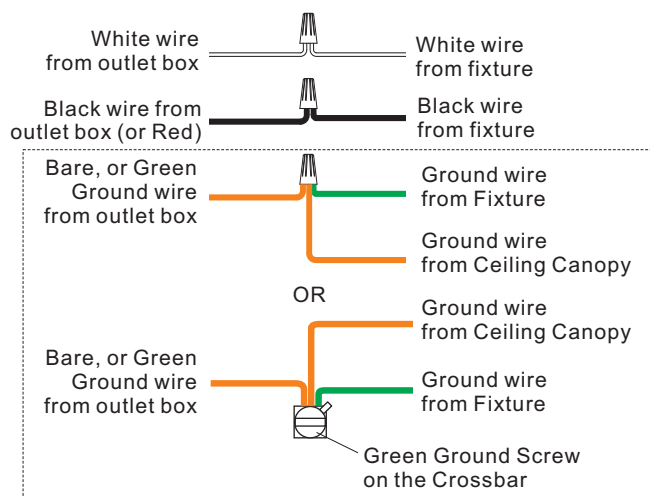 White wire
from outlet box
White wire
from fixture
Black wire from
outlet box (or Red)
Black wire
from fixture
Bare, or Green
Ground wire
from outlet box
Ground wire
from Fixture
Ground wire
from Ceiling Canopy
OR
Ground wire
from Ceiling Canopy
Bare, or Green
Ground wire
from outlet box
Ground wire
from Fixture
Green Ground Screw
on the Crossbar